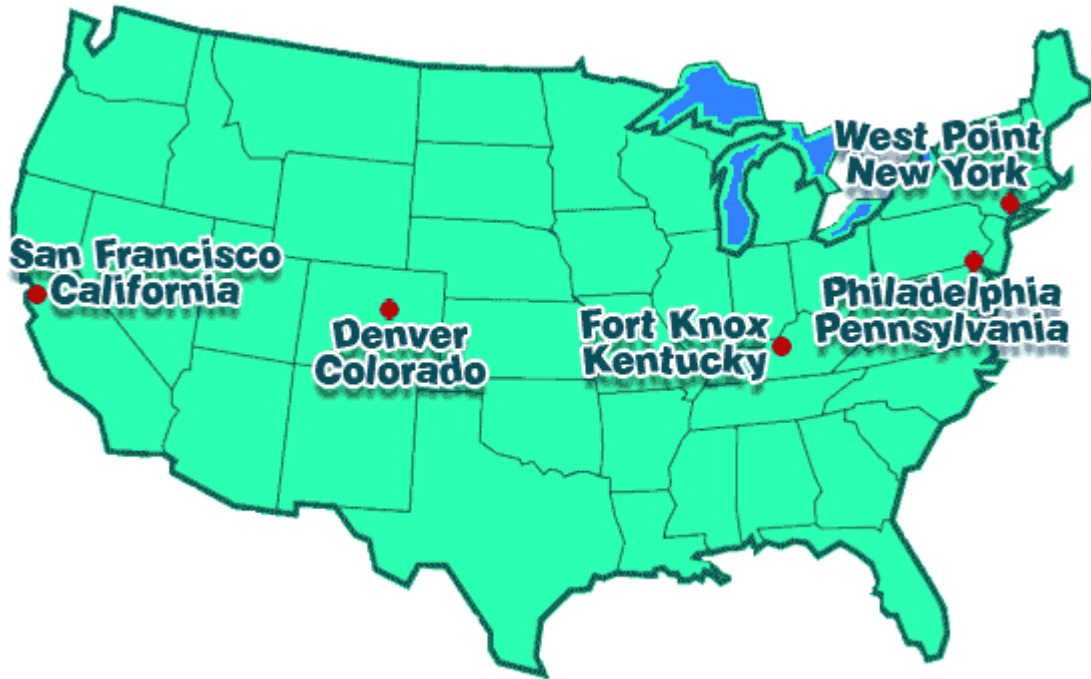 West Point
New York
San Francisco
California
Denver
Colorado
Fort Knox
Kentucky
Philadelphia
Pennsylvania